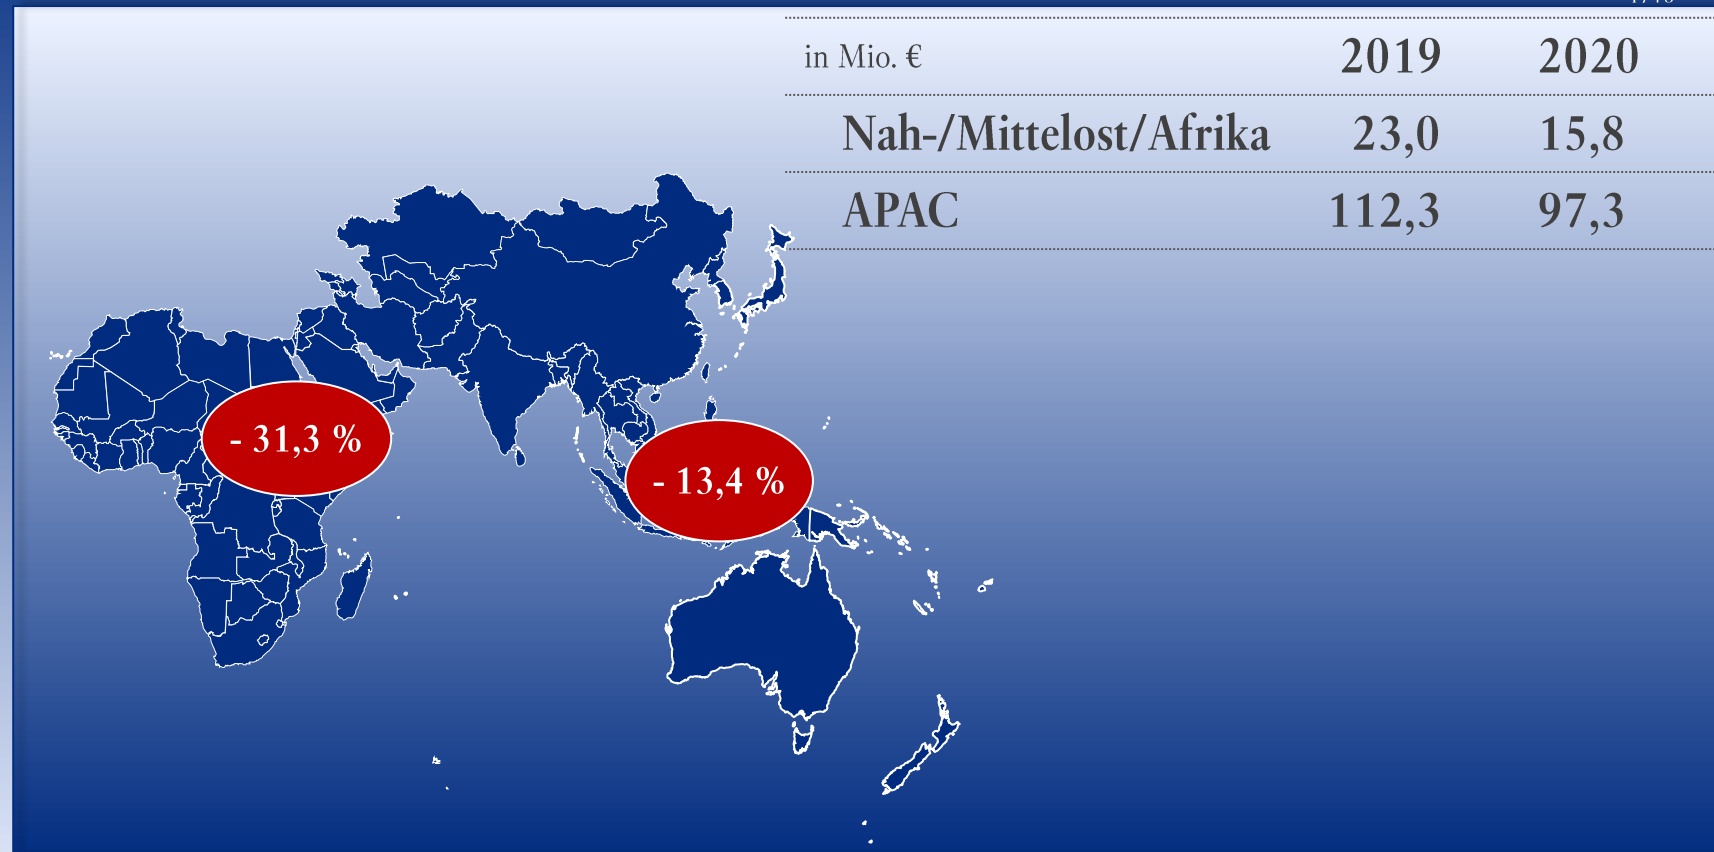 in Mio. € 2019 2020
Nah-/Mittelost/Afrika 23,0 15,8
APAC 112,3 97,3
- 31,3 %
- 13,4 %